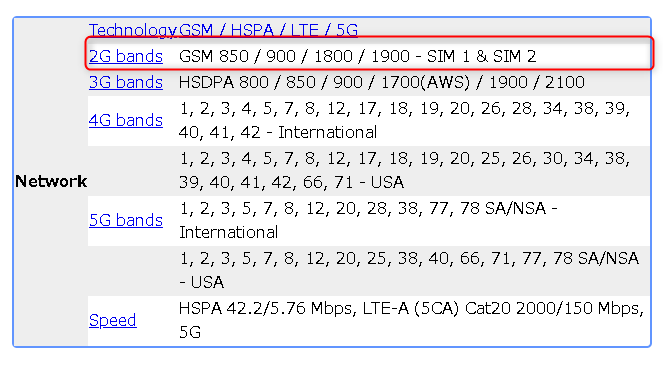 Technology GSM / HSPA / LTE / 5G
2G bands GSM 850 / 900 / 1800 / 1900 - SIM 1 & SIM 2
3G bands HSDPA 800 / 850 / 900 / 1700(AWS) / 1900 / 2100
4G bands 1, 2, 3, 4, 5, 7, 8, 12, 17, 18, 19, 20, 26, 28, 34, 38, 39,
40, 41, 42 - International
Network
1, 2, 3, 4, 5, 7, 8, 12, 17, 18, 19, 20, 25, 26, 30, 34, 38,
39, 40, 41, 42, 66, 71 - USA
5G bands 1, 2, 3, 5, 7, 8, 12, 20, 28, 38, 77, 78 SA/NSA -
International
1, 2, 3, 5, 7, 8, 12, 20, 25, 38, 40, 66, 71, 77, 78 SA/NSA
- USA
Speed HSPA 42.2/5.76 Mbps, LTE-A (5CA) Cat20 2000/150 Mbps,
5G